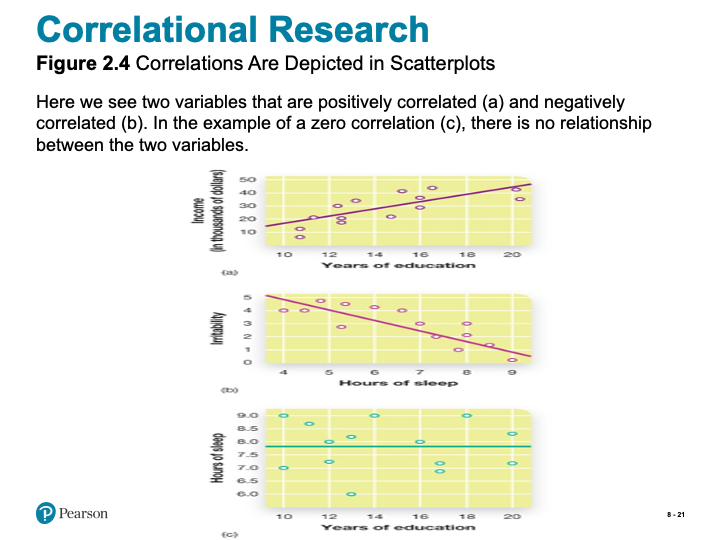 Correlational Research
Figure 2.4 Correlations Are Depicted in Scatterplots
Here we see two variables that are positively correlated (a) and negatively
correlated (b). In the example of a zero correlation (c), there is no relationship
between the two variables.
Income
(in thousands of dollars)
50
40
30
20
10
10 12 14 16 18 20
Years of education
(a)
Irritability
5
4
3
2
1
0
4 5 6 7 8 9
Hours of sleep
(b)
Hours of sleep
9.0
8.5
8.0
7.5
7.0
6.5
6.0
10 12 14 16 18 20
Years of education
(c)
P Pearson
8 - 21